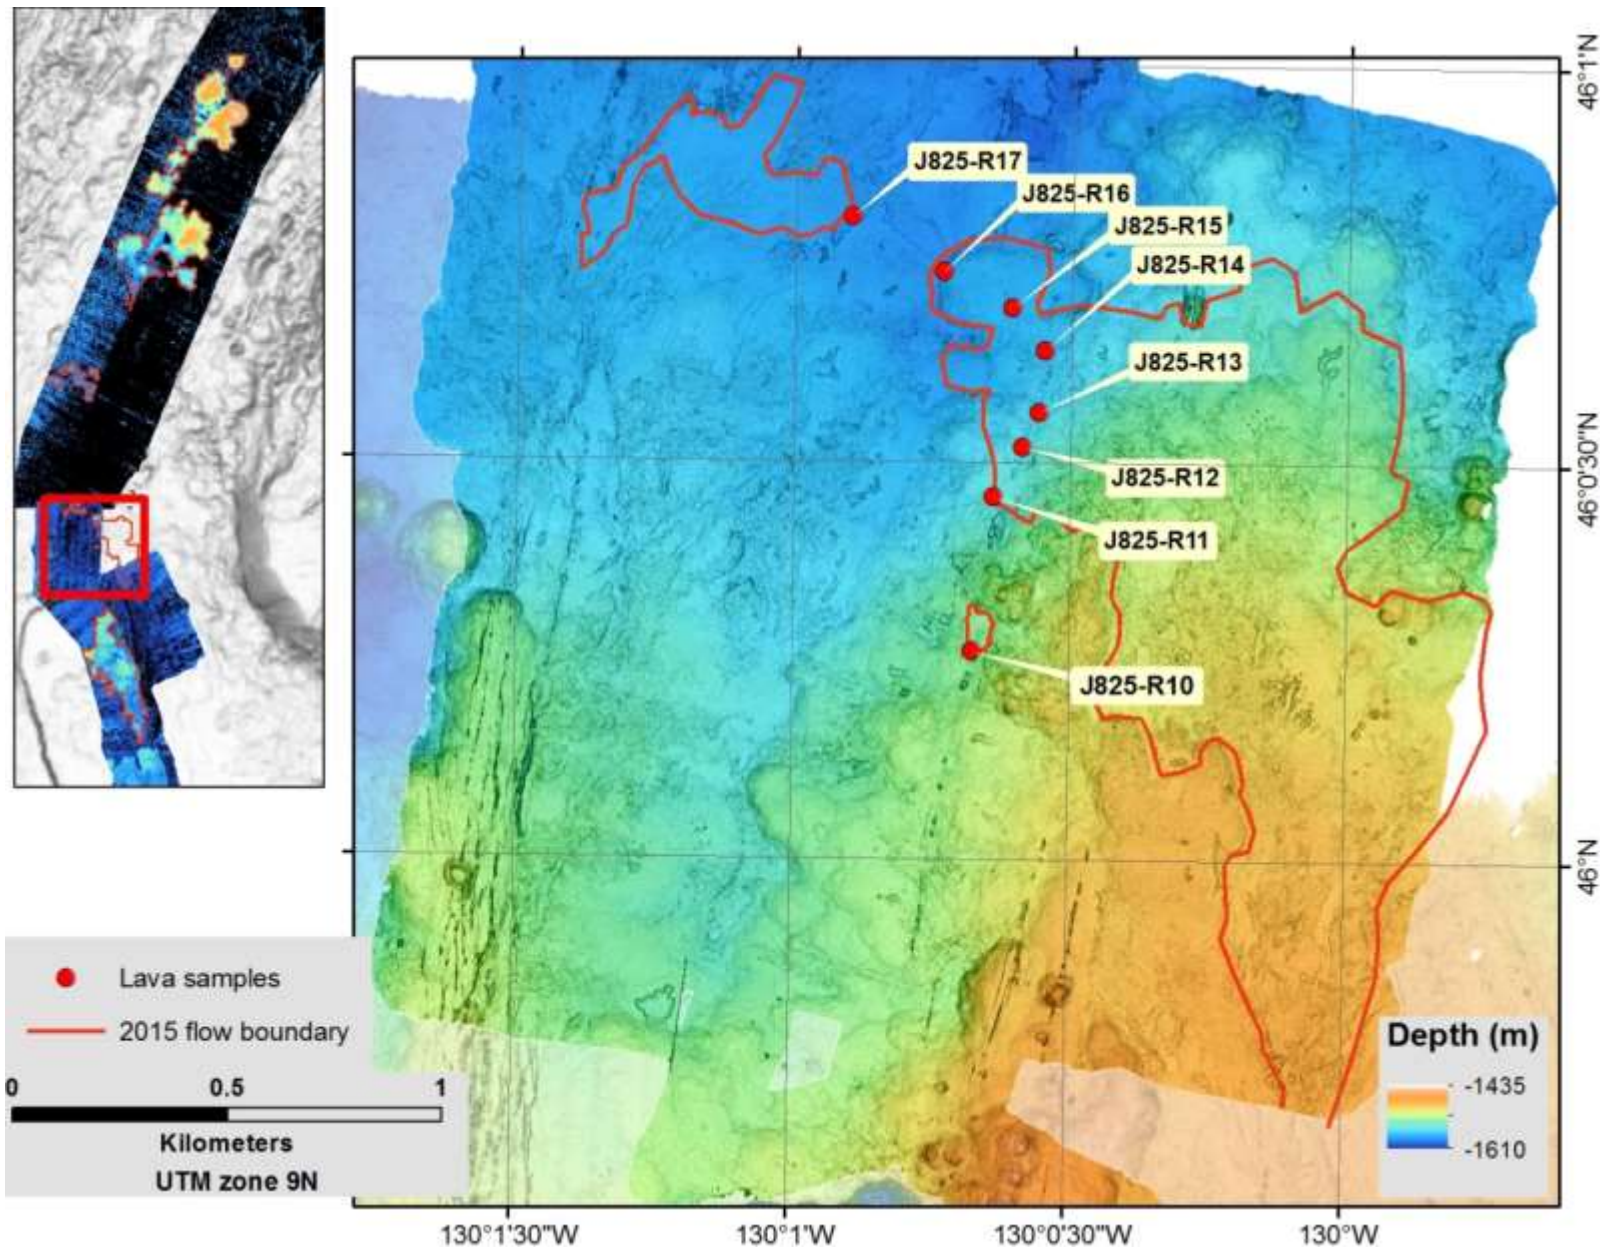 46°1'N
J825-R17
J825-R16
J825-R15
J825-R14
J825-R13
46°0'30"N
J825-R12
J825-R11
J825-R10
46°N
Lava samples
2015 flow boundary
0 0.5 1
Kilometers
UTM zone 9N
Depth (m)
-1435
-1610
130°1'30"W 130°1'W 130°0'30"W 130°W